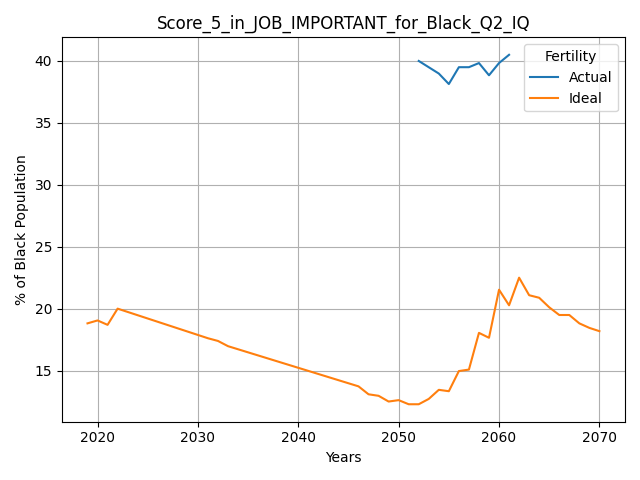 Score_5_in_JOB_IMPORTANT_for_Black_Q2_IQ
Fertility
Actual
Ideal
% of Black Population
40
35
30
25
20
15
2020
2030
2040
2050
2060
2070
Years